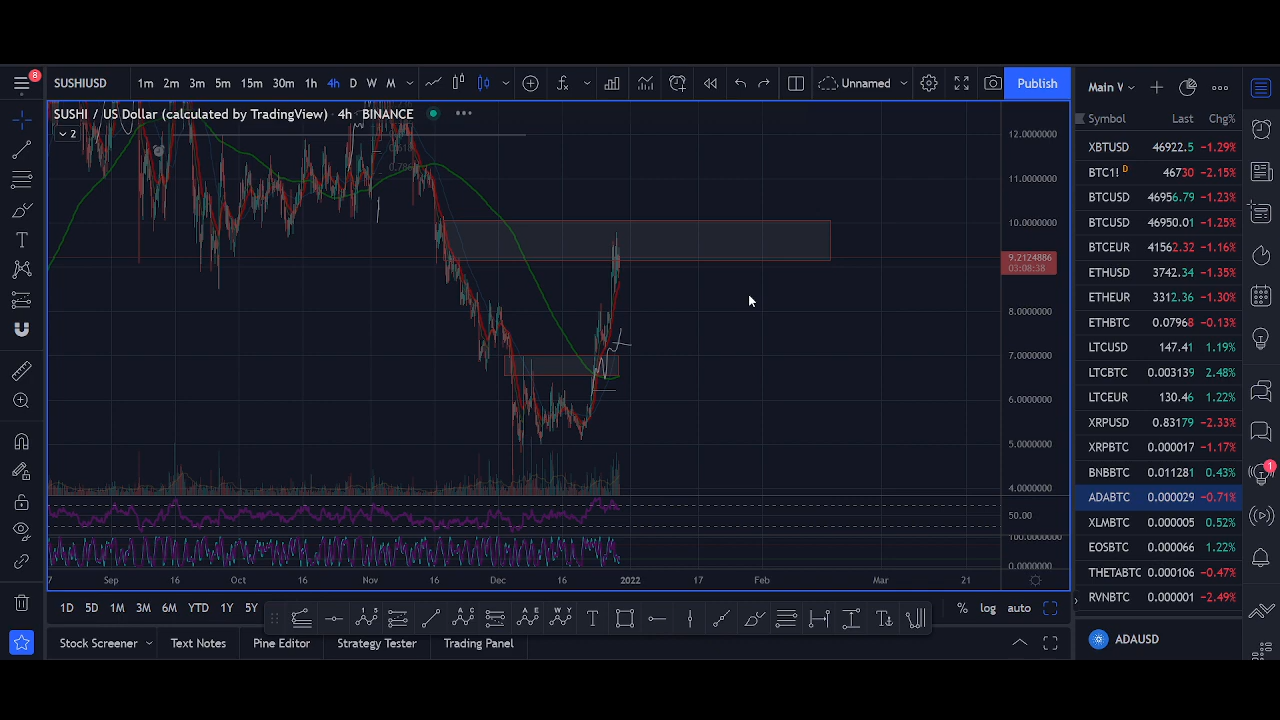 8 SUSHIUSD 1m 2m 3m 5m 15m 30m 1h 4h D W M Unnamed Publish
SUSHI / US Dollar (calculated by TradingView) 4h BINANCE
2
12.0000000
11.0000000
10.0000000
9.2124886
03:08:38
8.0000000
7.0000000
6.0000000
5.0000000
4.0000000
50.00
0.0000000
Sep 16 Oct 16 Nov 16 Dec 16 2022 17 Feb Mar 21
1D 5D 1M 3M 6M YTD 1Y 5Y % log auto
Stock Screener Text Notes Pine Editor Strategy Tester Trading Panel
Main
Symbol Last Chg%
XBTUSD 46922.5 −1.29%
BTC1! D 46730 −2.15%
BTCUSD 46956.79 −1.23%
BTCUSD 46950.01 −1.25%
BTCEUR 41562.32 −1.16%
ETHUSD 3742.34 −1.35%
ETHEUR 3312.36 −1.30%
ETHBTC 0.07968 −0.13%
LTCUSD 147.41 1.19%
LTCBTC 0.003139 2.48%
LTCEUR 130.46 1.22%
XRPUSD 0.83179 −2.33%
XRPBTC 0.000017 −1.17%
BNBBTC 0.011281 0.43%
1
ADABTC 0.000029 −0.71%
XLMBTC 0.000005 0.52%
EOSBTC 0.000066 1.22%
THETABTC 0.000106 −0.47%
RVNBTC 0.000001 −2.49%
ADAUSD